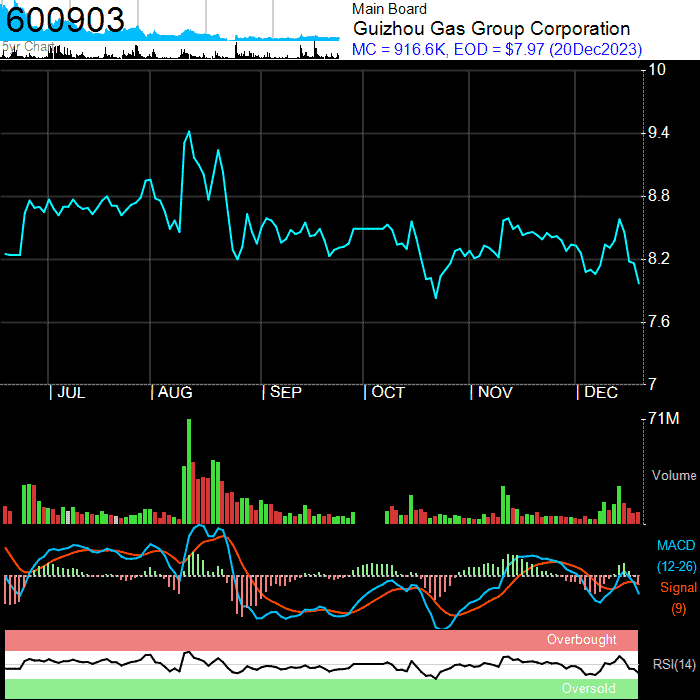 600903
5yr Chart
Main Board
Guizhou Gas Group Corporation
MC = 916.6K, EOD = $7.97 (20Dec2023)
10
9.4
8.8
8.2
7.6
7
JUL
AUG
SEP
OCT
NOV
DEC
71M
Volume
MACD
(12-26)
Signal
(9)
Overbought
RSI(14)
Oversold